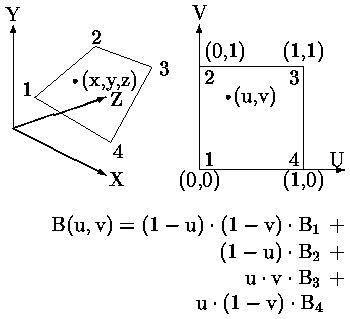 Y
V
2
(0,1) (1,1)
3
(x,y,z)
2 3
1
Z
(u,v)
4
1 4 U
X
(0,0) (1,0)
B(u, v) = (1 − u) · (1 − v) · B₁ +
(1 − u) · B₂ +
u · v · B₃ +
u · (1 − v) · B₄